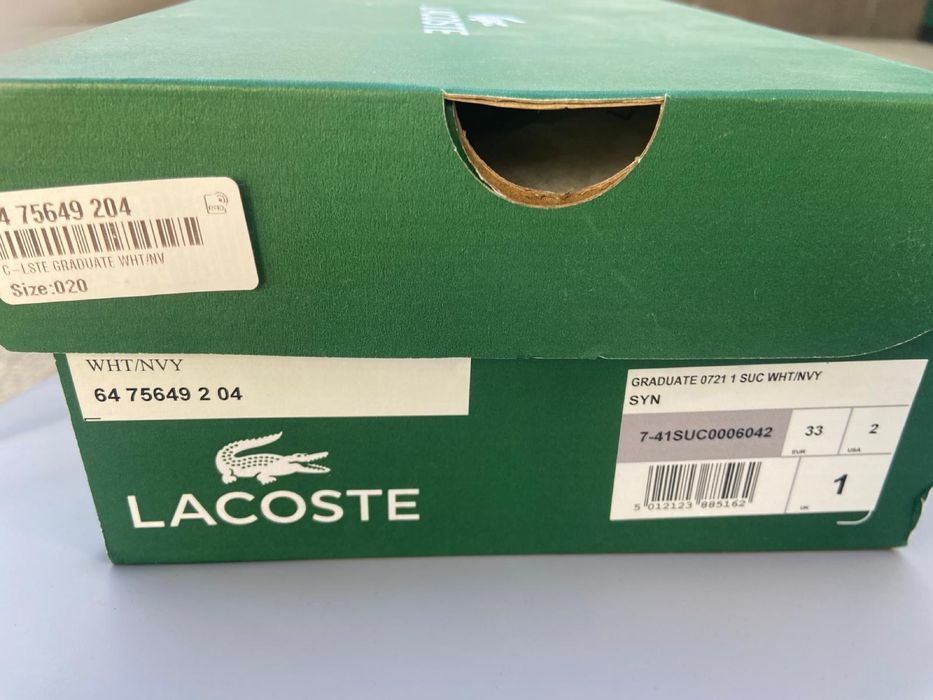 LACOSTE
4 75649 204
C-LSTE GRADUATE WHT/NV
Size:020
WHT/NVY
64 75649 2 04
LACOSTE
GRADUATE 0721 1 SUC WHT/NVY
SYN
7-41SUC0006042
33
EUR
2
USA
5 012123 885162
1
UK